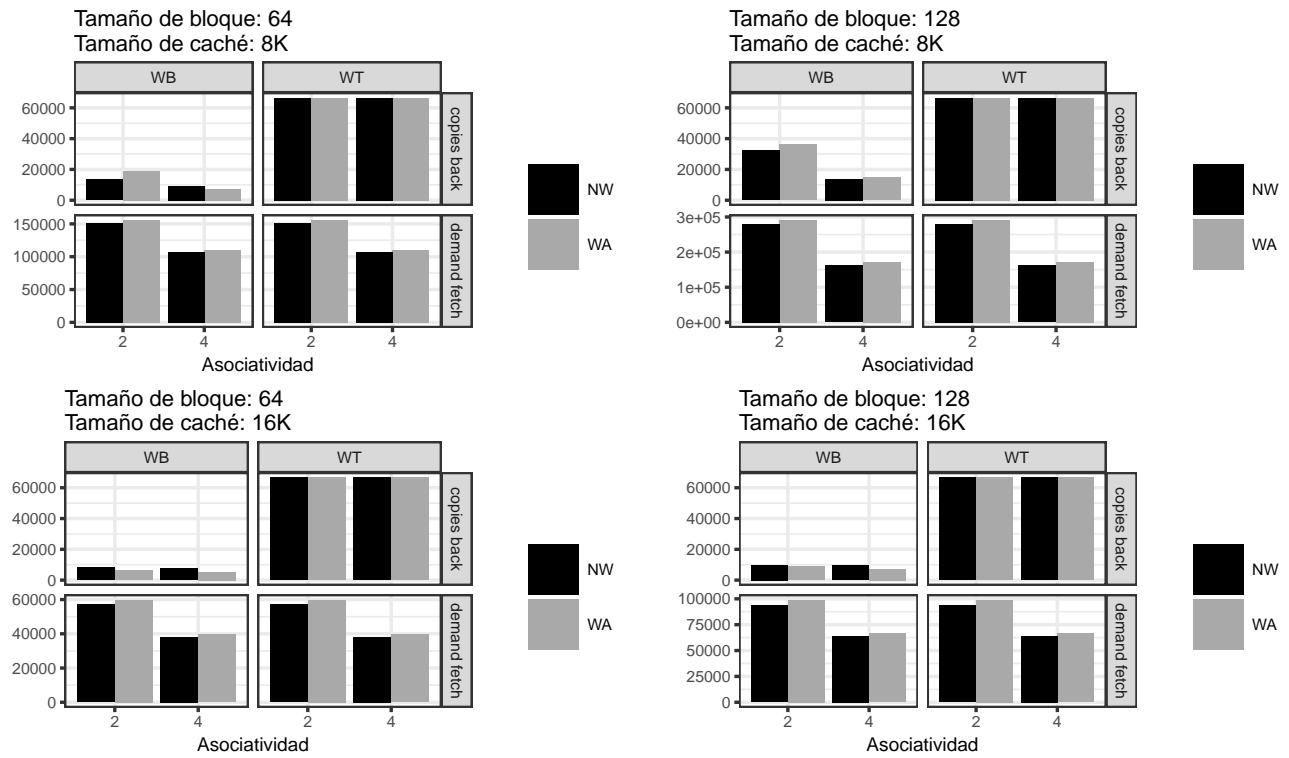 Tamaño de bloque: 64
Tamaño de caché: 8K
WB WT
60000
40000
20000
0
copies back
150000
100000
50000
0
demand fetch
2 4 2 4
Asociatividad
NW
WA
Tamaño de bloque: 128
Tamaño de caché: 8K
WB WT
60000
40000
20000
0
copies back
3e+05
2e+05
1e+05
0e+00
demand fetch
2 4 2 4
Asociatividad
NW
WA
Tamaño de bloque: 64
Tamaño de caché: 16K
WB WT
60000
40000
20000
0
copies back
60000
40000
20000
0
demand fetch
2 4 2 4
Asociatividad
NW
WA
Tamaño de bloque: 128
Tamaño de caché: 16K
WB WT
60000
40000
20000
0
copies back
100000
75000
50000
25000
0
demand fetch
2 4 2 4
Asociatividad
NW
WA